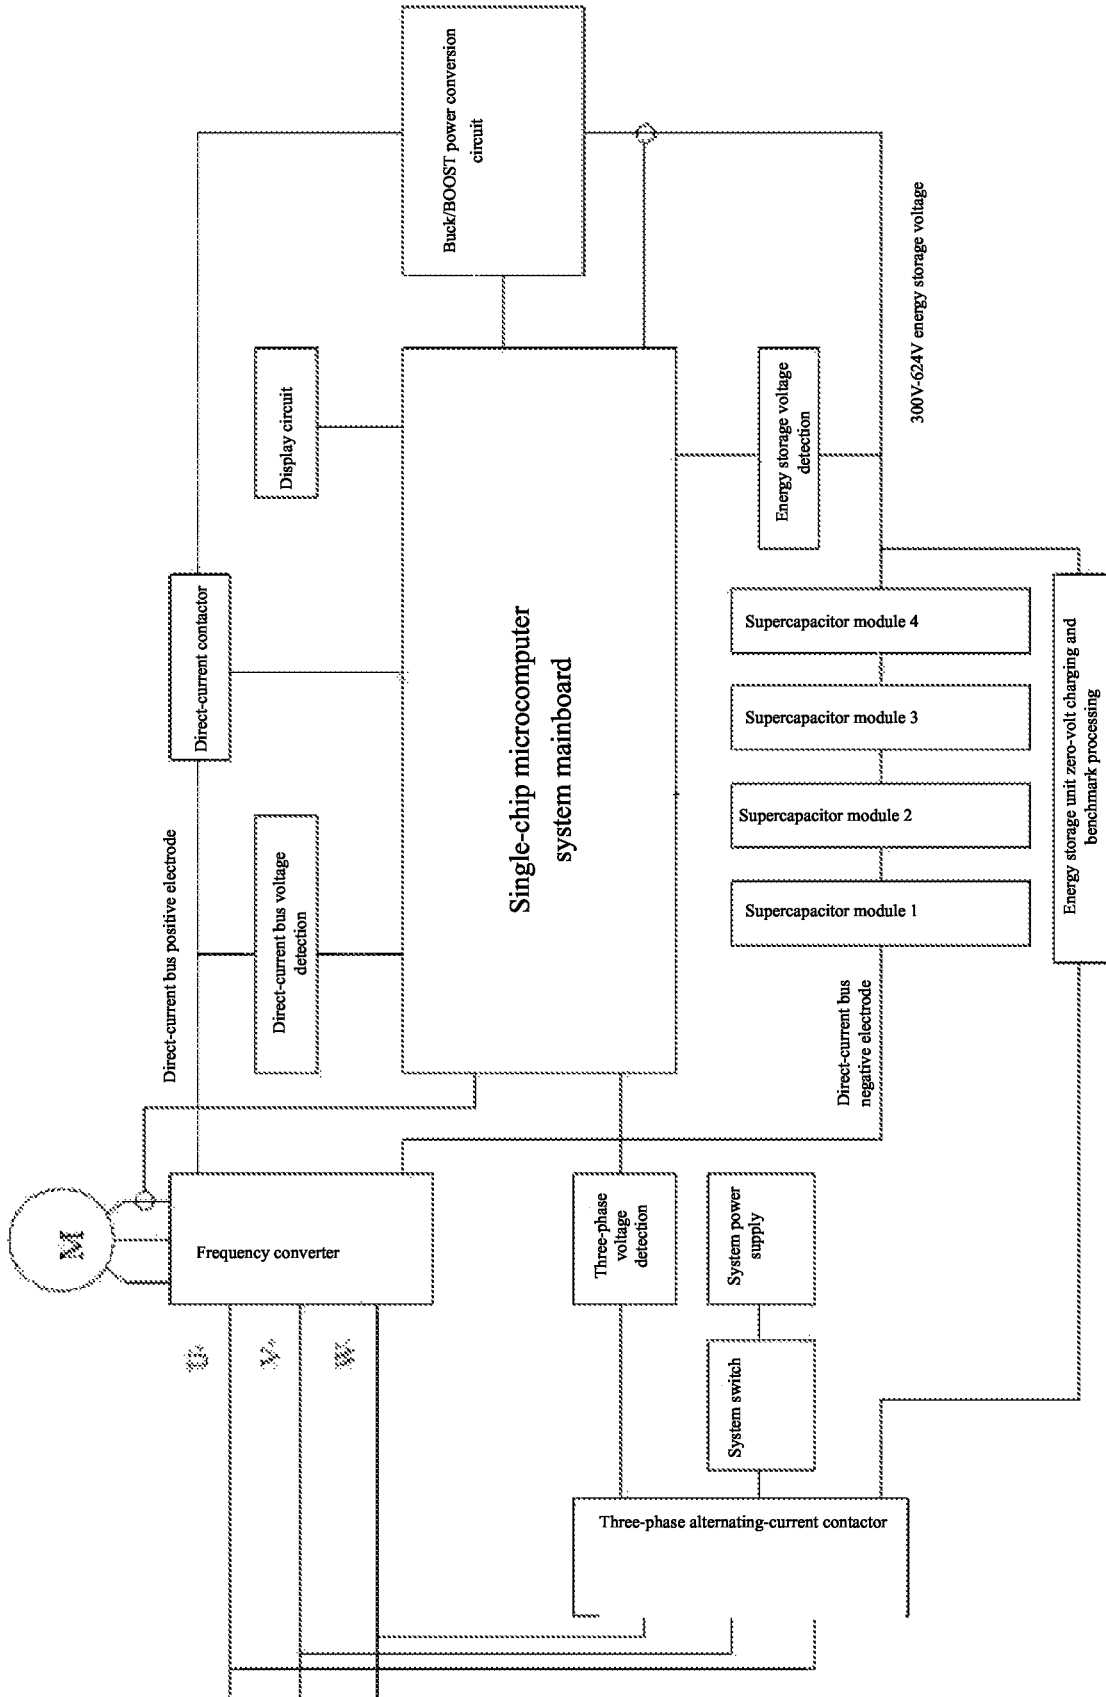 Buck/BOOST power conversion
circuit
300V-624V energy storage voltage
Display circuit
Energy storage voltage
detection
Direct-current contactor
Single-chip microcomputer
system mainboard
Supercapacitor module 4
Supercapacitor module 3
Supercapacitor module 2
Supercapacitor module 1
Energy storage unit zero-volt charging and
benchmark processing
Direct-current bus positive electrode
Direct-current bus voltage
detection
Direct-current bus
negative electrode
M
Frequency converter
Three-phase
voltage
detection
System power
supply
U
V
W
System switch
Three-phase alternating-current contactor